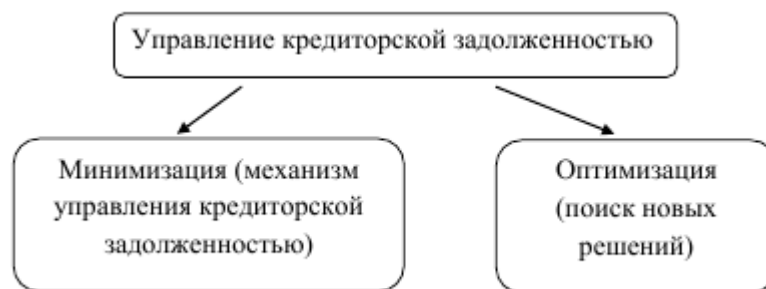 Управление кредиторской задолженностью
Минимизация (механизм
управления кредиторской
задолженностью)
Оптимизация
(поиск новых
решений)